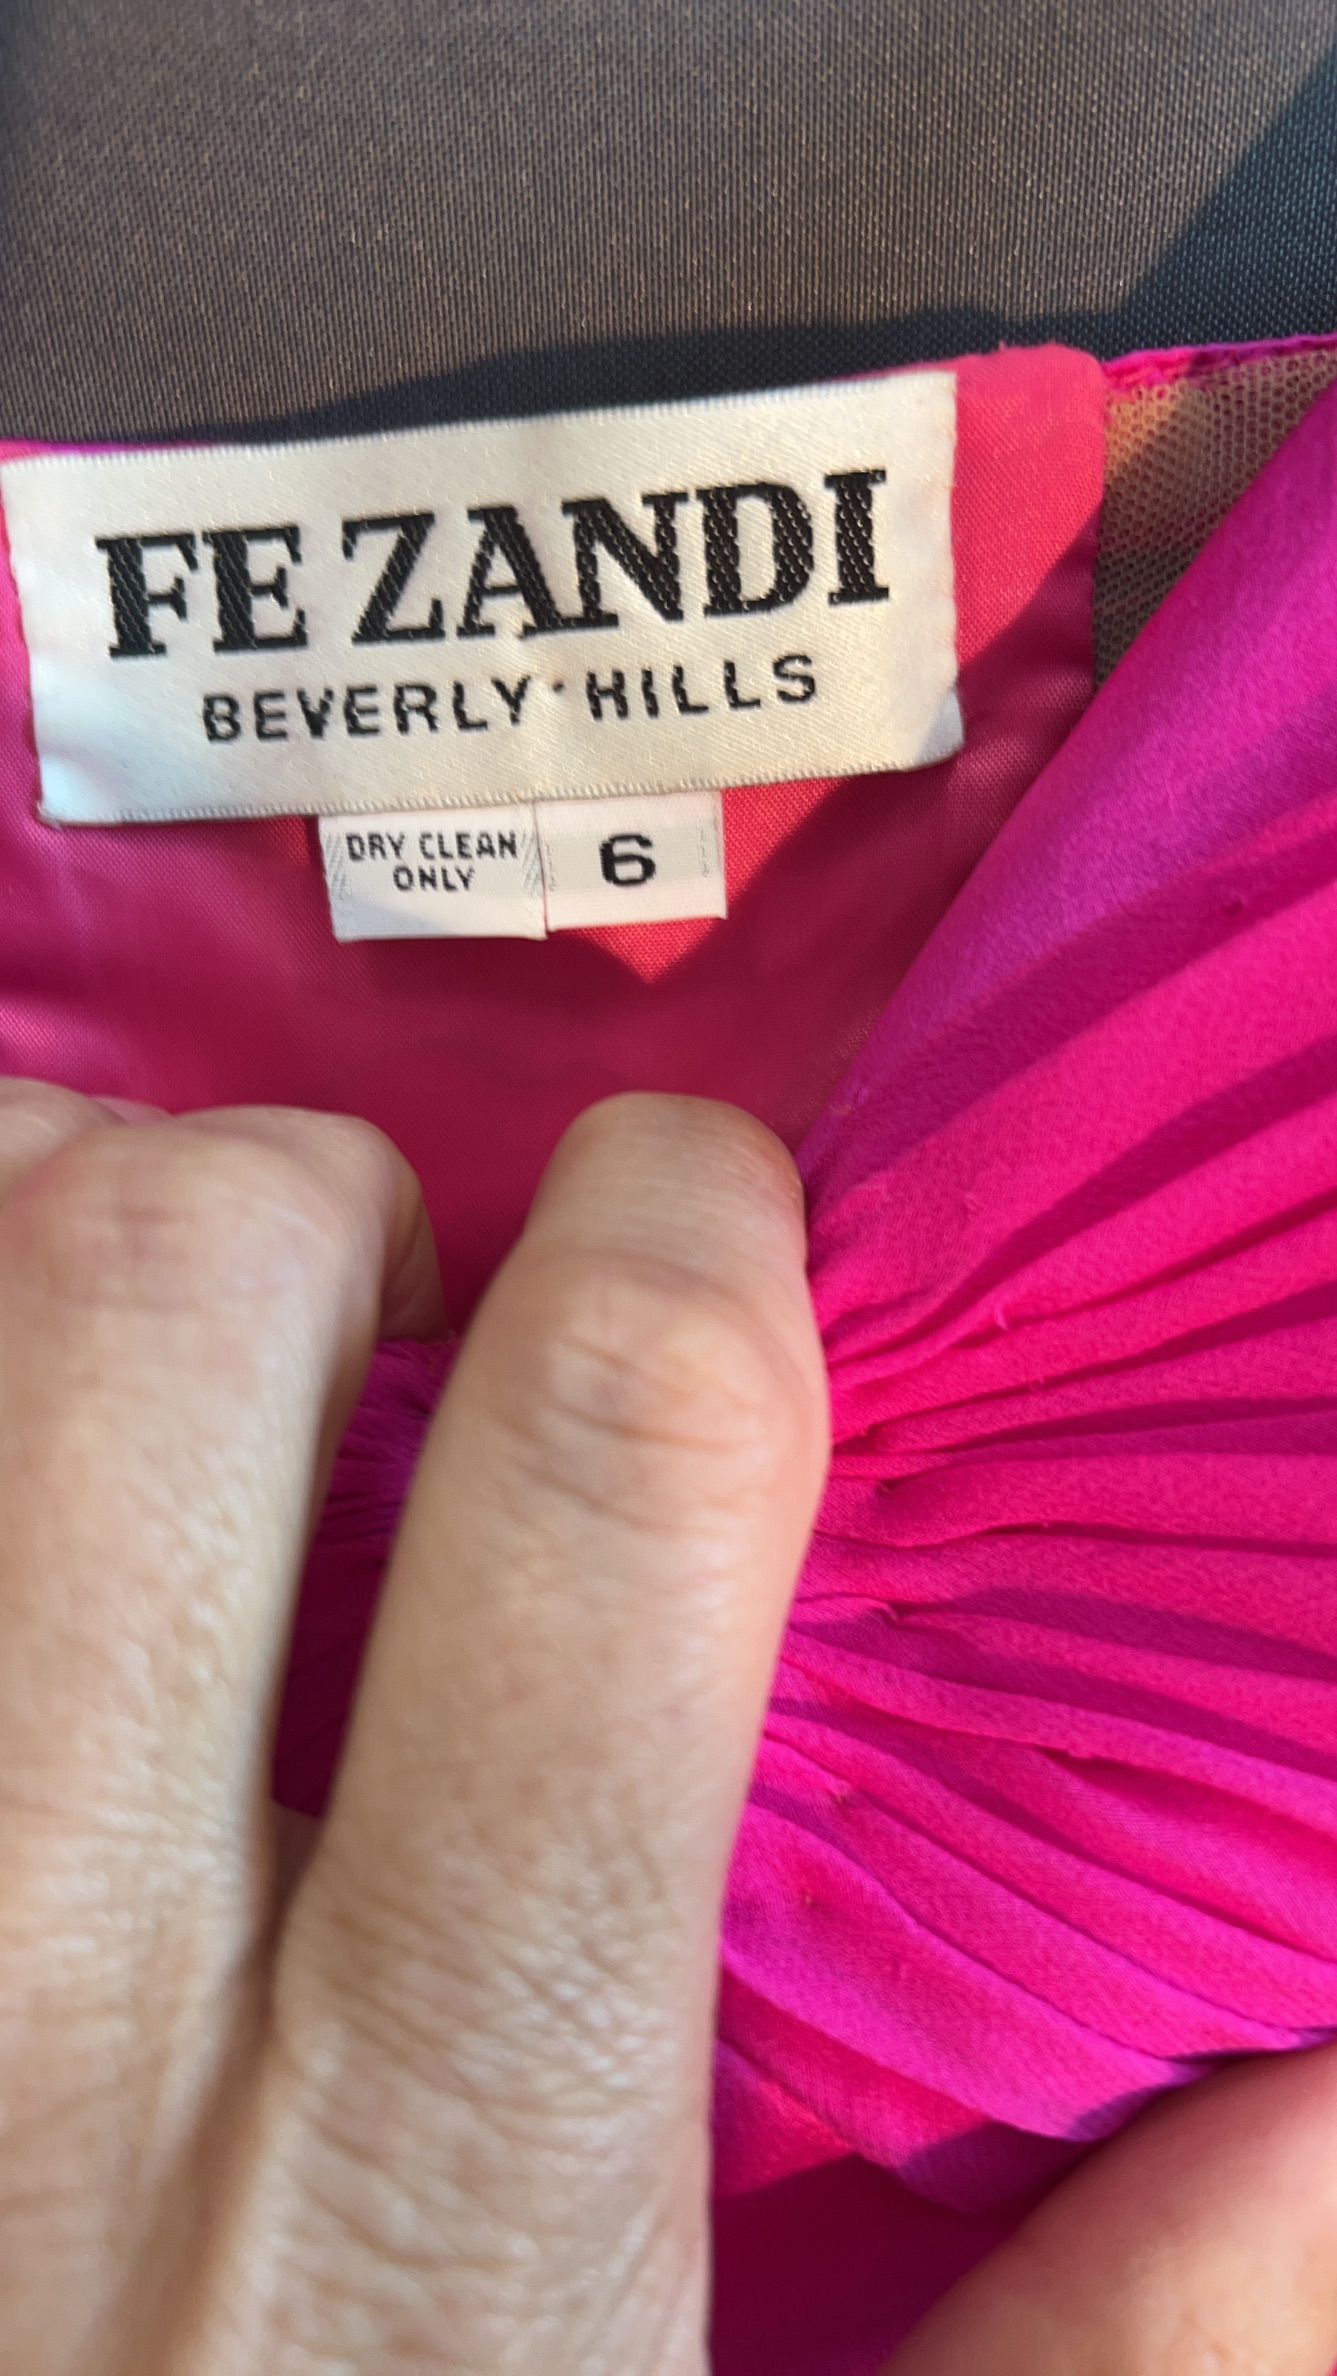 FE ZANDI
BEVERLY·HILLS
DRY CLEAN
ONLY
6